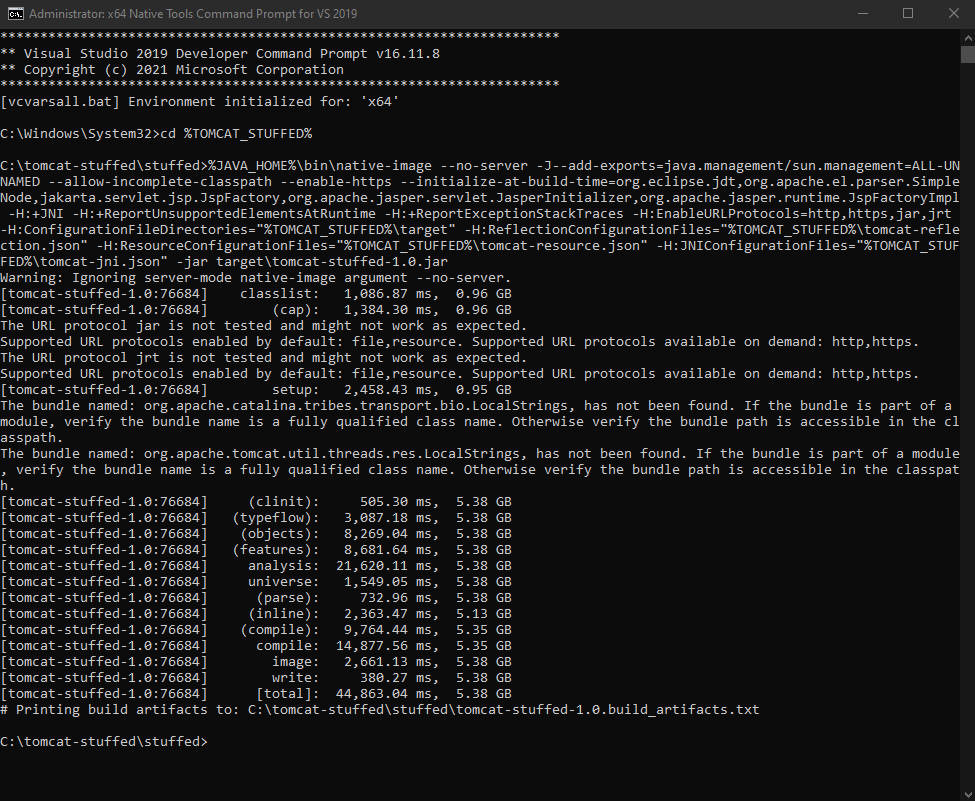 Administrator: x64 Native Tools Command Prompt for VS 2019
**********************************************************************
** Visual Studio 2019 Developer Command Prompt v16.11.8
** Copyright (c) 2021 Microsoft Corporation
**********************************************************************
[vcvarsall.bat] Environment initialized for: 'x64'
C:\Windows\System32>cd %TOMCAT_STUFFED%
C:\tomcat-stuffed\stuffed>%JAVA_HOME%\bin\native-image --no-server -J--add-exports=java.management/sun.management=ALL-UN
NAMED --allow-incomplete-classpath --enable-https --initialize-at-build-time=org.eclipse.jdt,org.apache.el.parser.Simple
Node,jakarta.servlet.jsp.JspFactory,org.apache.jasper.servlet.JasperInitializer,org.apache.jasper.runtime.JspFactoryImpl
 -H:+JNI -H:+ReportUnsupportedElementsAtRuntime -H:+ReportExceptionStackTraces -H:EnableURLProtocols=http,https,jar,jrt
-H:ConfigurationFileDirectories="%TOMCAT_STUFFED%\target" -H:ReflectionConfigurationFiles="%TOMCAT_STUFFED%\tomcat-refle
ction.json" -H:ResourceConfigurationFiles="%TOMCAT_STUFFED%\tomcat-resource.json" -H:JNIConfigurationFiles="%TOMCAT_STUF
FED%\tomcat-jni.json" -jar target\tomcat-stuffed-1.0.jar
Warning: Ignoring server-mode native-image argument --no-server.
[tomcat-stuffed-1.0:76684]    classlist:   1,086.87 ms,  0.96 GB
[tomcat-stuffed-1.0:76684]        (cap):   1,384.30 ms,  0.96 GB
The URL protocol jar is not tested and might not work as expected.
Supported URL protocols enabled by default: file,resource. Supported URL protocols available on demand: http,https.
The URL protocol jrt is not tested and might not work as expected.
Supported URL protocols enabled by default: file,resource. Supported URL protocols available on demand: http,https.
[tomcat-stuffed-1.0:76684]        setup:   2,458.43 ms,  0.95 GB
The bundle named: org.apache.catalina.tribes.transport.bio.LocalStrings, has not been found. If the bundle is part of a
module, verify the bundle name is a fully qualified class name. Otherwise verify the bundle path is accessible in the cl
asspath.
The bundle named: org.apache.tomcat.util.threads.res.LocalStrings, has not been found. If the bundle is part of a module
, verify the bundle name is a fully qualified class name. Otherwise verify the bundle path is accessible in the classpat
h.
[tomcat-stuffed-1.0:76684]     (clinit):     505.30 ms,  5.38 GB
[tomcat-stuffed-1.0:76684]   (typeflow):   3,087.18 ms,  5.38 GB
[tomcat-stuffed-1.0:76684]    (objects):   8,269.04 ms,  5.38 GB
[tomcat-stuffed-1.0:76684]   (features):   8,681.64 ms,  5.38 GB
[tomcat-stuffed-1.0:76684]     analysis:  21,620.11 ms,  5.38 GB
[tomcat-stuffed-1.0:76684]     universe:   1,549.05 ms,  5.38 GB
[tomcat-stuffed-1.0:76684]      (parse):     732.96 ms,  5.38 GB
[tomcat-stuffed-1.0:76684]     (inline):   2,363.47 ms,  5.13 GB
[tomcat-stuffed-1.0:76684]    (compile):   9,764.44 ms,  5.35 GB
[tomcat-stuffed-1.0:76684]      compile:  14,877.56 ms,  5.35 GB
[tomcat-stuffed-1.0:76684]        image:   2,661.13 ms,  5.38 GB
[tomcat-stuffed-1.0:76684]        write:     380.27 ms,  5.38 GB
[tomcat-stuffed-1.0:76684]      [total]:  44,863.04 ms,  5.38 GB
# Printing build artifacts to: C:\tomcat-stuffed\stuffed\tomcat-stuffed-1.0.build_artifacts.txt
C:\tomcat-stuffed\stuffed>